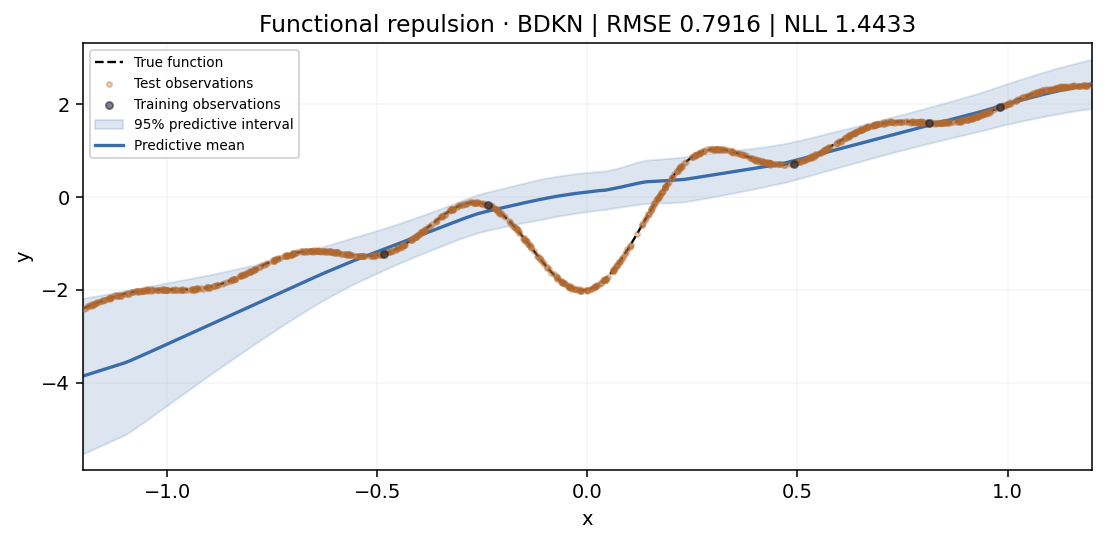 Functional repulsion · BDKN | RMSE 0.7916 | NLL 1.4433
True function
Test observations
Training observations
95% predictive interval
Predictive mean
y
2
0
−2
−4
−1.0
−0.5
0.0
0.5
1.0
x